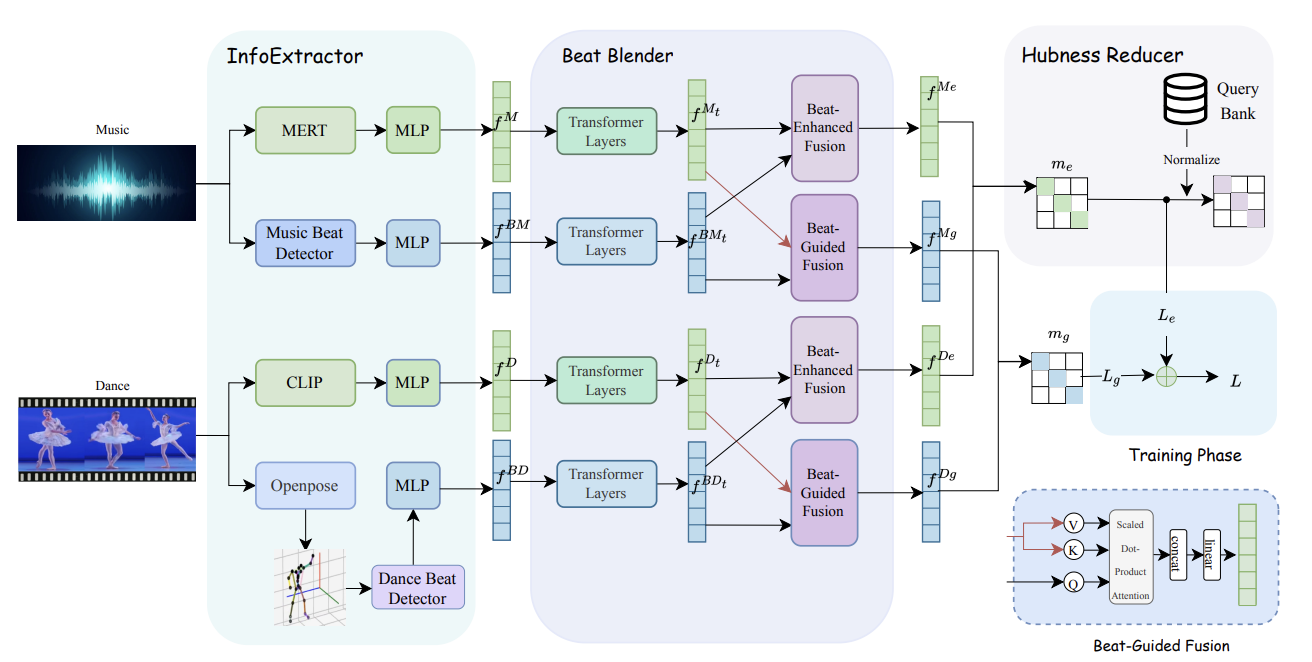 InfoExtractor
Beat Blender
Hubness Reducer
Music
MERT
MLP
f^M
Transformer
Layers
f^{M_t}
Beat-
Enhanced
Fusion
f^{Me}
Query
Bank
Normalize
m_e
Music Beat
Detector
MLP
f^{BM}
Transformer
Layers
f^{BM_t}
Beat-
Guided
Fusion
f^{Mg}
Dance
CLIP
MLP
f^D
Transformer
Layers
f^{D_t}
Beat-
Enhanced
Fusion
f^{De}
m_g
L_e
L_g
L
Training Phase
Openpose
MLP
f^{BD}
Transformer
Layers
f^{BD_t}
Beat-
Guided
Fusion
f^{Dg}
Dance Beat
Detector
V
K
Q
Scaled
Dot-
Product
Attention
concat
linear
Beat-Guided Fusion